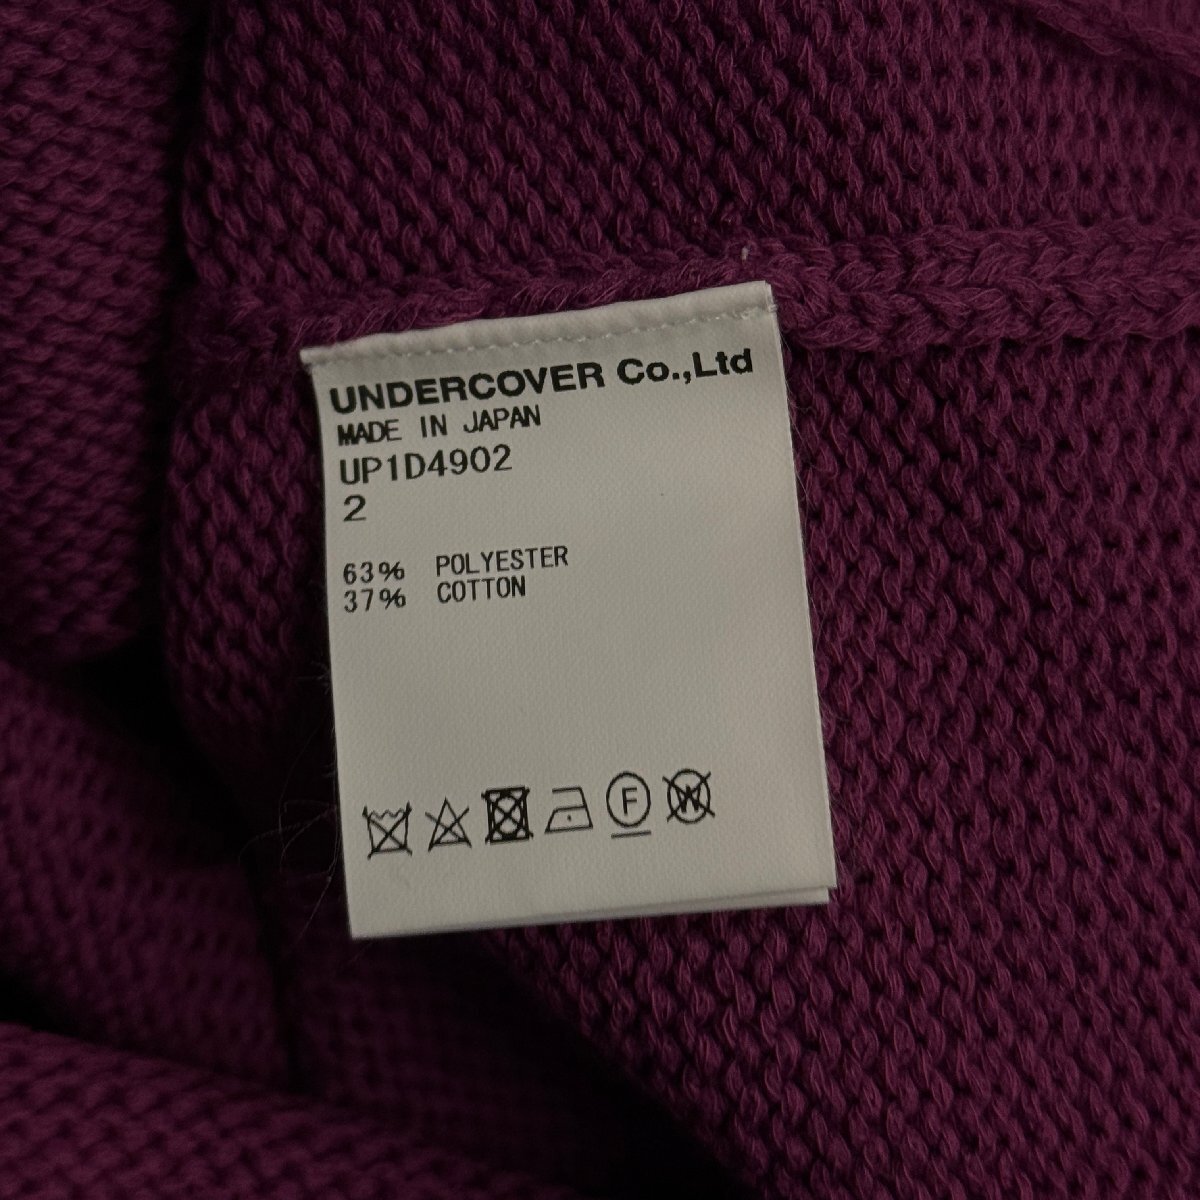 UNDERCOVER Co.,Ltd
MADE IN JAPAN
UP1D4902
2
63% POLYESTER
37% COTTON
F W